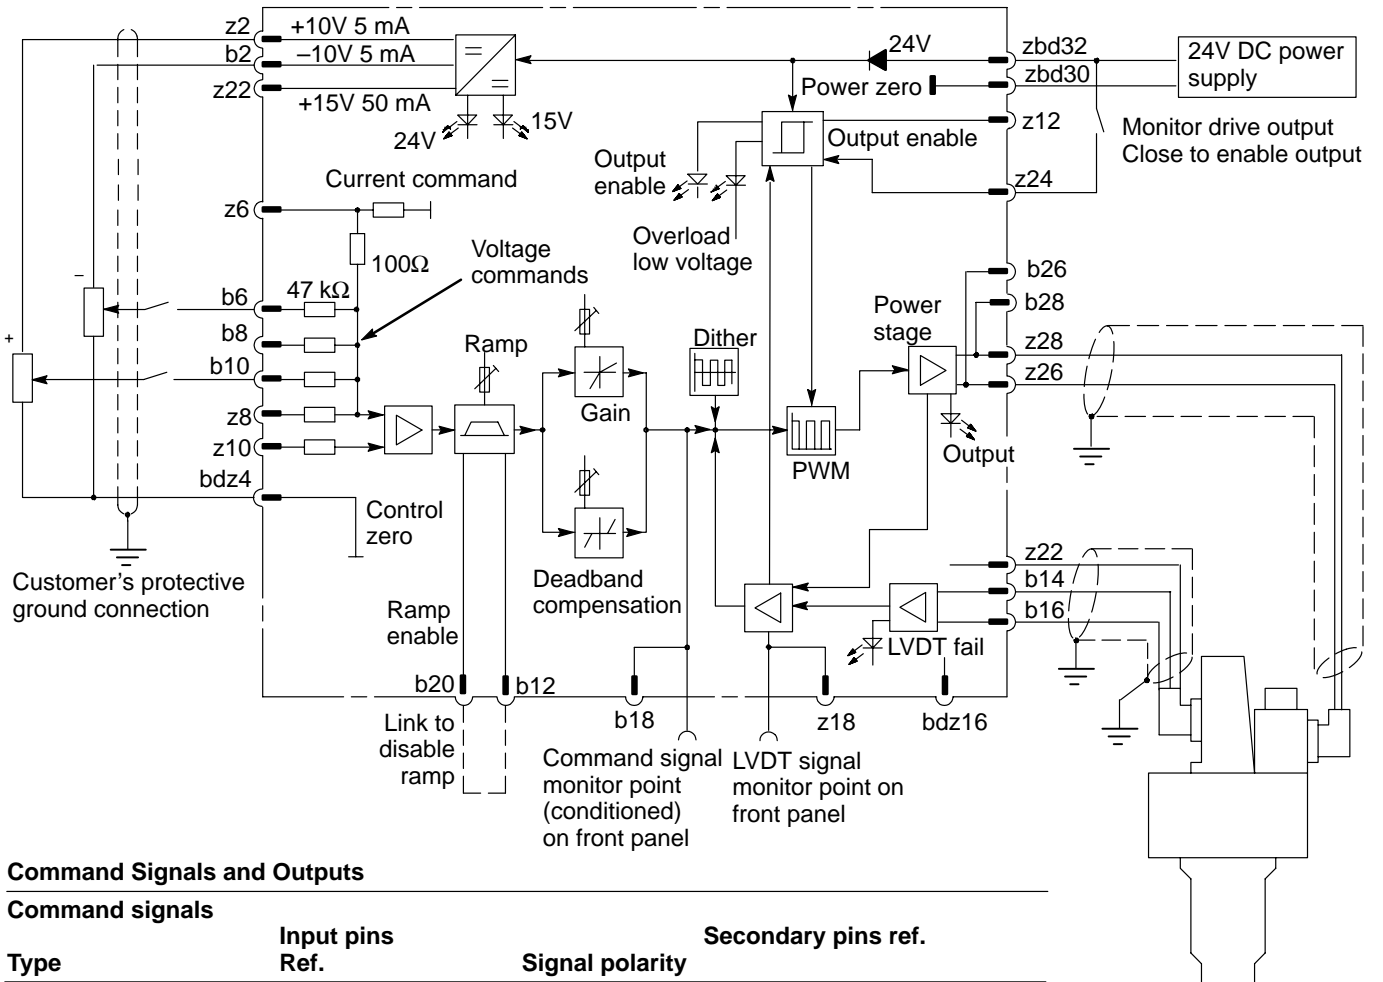 z2
+10V 5 mA
b2
–10V 5 mA
z22
+15V 50 mA
24V
15V
24V
Power zero
zbd32
zbd30
24V DC power
supply
z12
Output enable
Monitor drive output
Close to enable output
z24
Output
enable
Overload
low voltage
Current command
z6
100Ω
Voltage
commands
b6
47 kΩ
b8
b10
z8
z10
bdz4
–
+
Ramp
Gain
Dither
Power
stage
b26
b28
z28
z26
PWM
Output
Control
zero
Customer's protective
ground connection
Deadband
compensation
Ramp
enable
LVDT fail
z22
b14
b16
b20
b12
b18
z18
bdz16
Link to
disable
ramp
Command signal
monitor point
(conditioned)
on front panel
LVDT signal
monitor point on
front panel
Command Signals and Outputs
Command signals
Input pins
Secondary pins ref.
Type
Ref.
Signal polarity